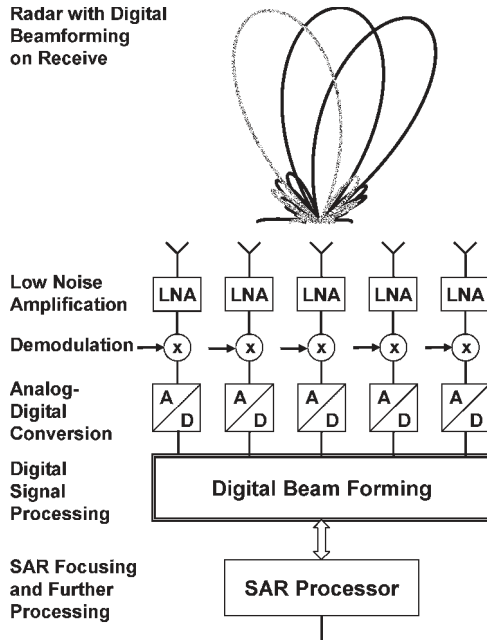 Radar with Digital
Beamforming
on Receive
Low Noise
Amplification
LNA LNA LNA LNA LNA
Demodulation
x x x x x
Analog-
Digital
Conversion
A D A D A D A D A D
Digital
Signal
Processing
Digital Beam Forming
SAR Focusing
and Further
Processing
SAR Processor